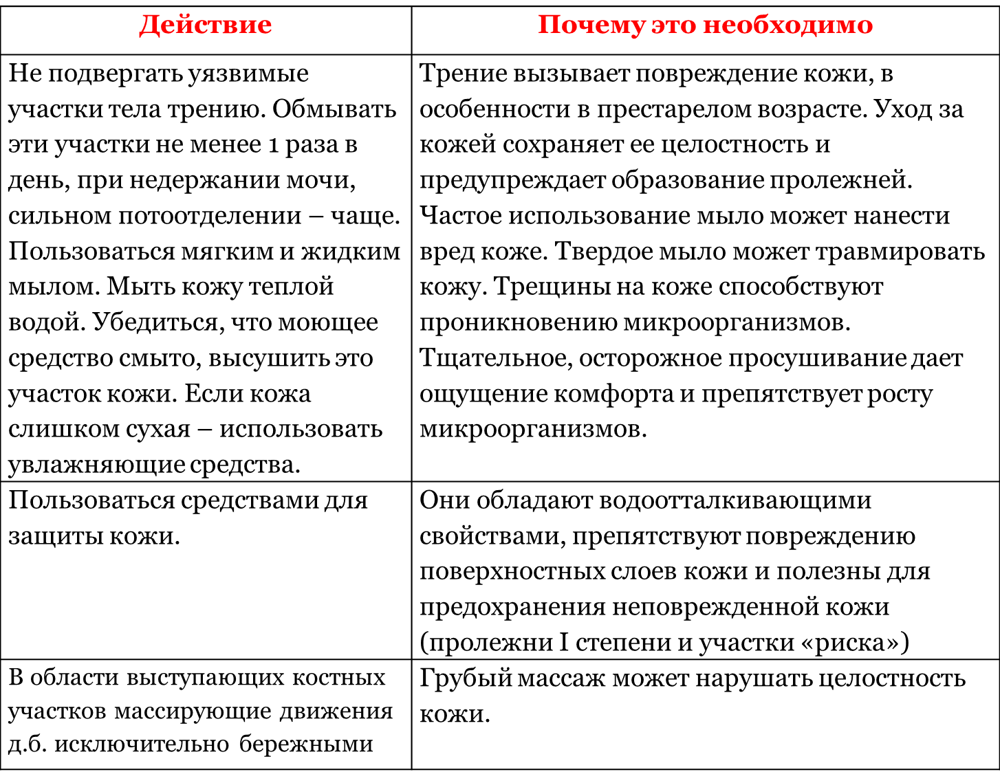 Действие
Почему это необходимо
Не подвергать уязвимые
участки тела трению. Обмывать
эти участки не менее 1 раза в
день, при недержании мочи,
сильном потоотделении – чаще.
Пользоваться мягким и жидким
мылом. Мыть кожу теплой
водой. Убедиться, что моющее
средство смыто, высушить это
участок кожи. Если кожа
слишком сухая – использовать
увлажняющие средства.
Трение вызывает повреждение кожи, в
особенности в престарелом возрасте. Уход за
кожей сохраняет ее целостность и
предупреждает образование пролежней.
Частое использование мыло может нанести
вред коже. Твердое мыло может травмировать
кожу. Трещины на коже способствуют
проникновению микроорганизмов.
Тщательное, осторожное просушивание дает
ощущение комфорта и препятствует росту
микроорганизмов.
Пользоваться средствами для
защиты кожи.
Они обладают водоотталкивающими
свойствами, препятствуют повреждению
поверхностных слоев кожи и полезны для
предохранения неповрежденной кожи
(пролежни I степени и участки «риска»)
В области выступающих костных
участков массирующие движения
д.б. исключительно бережными
Грубый массаж может нарушать целостность
кожи.